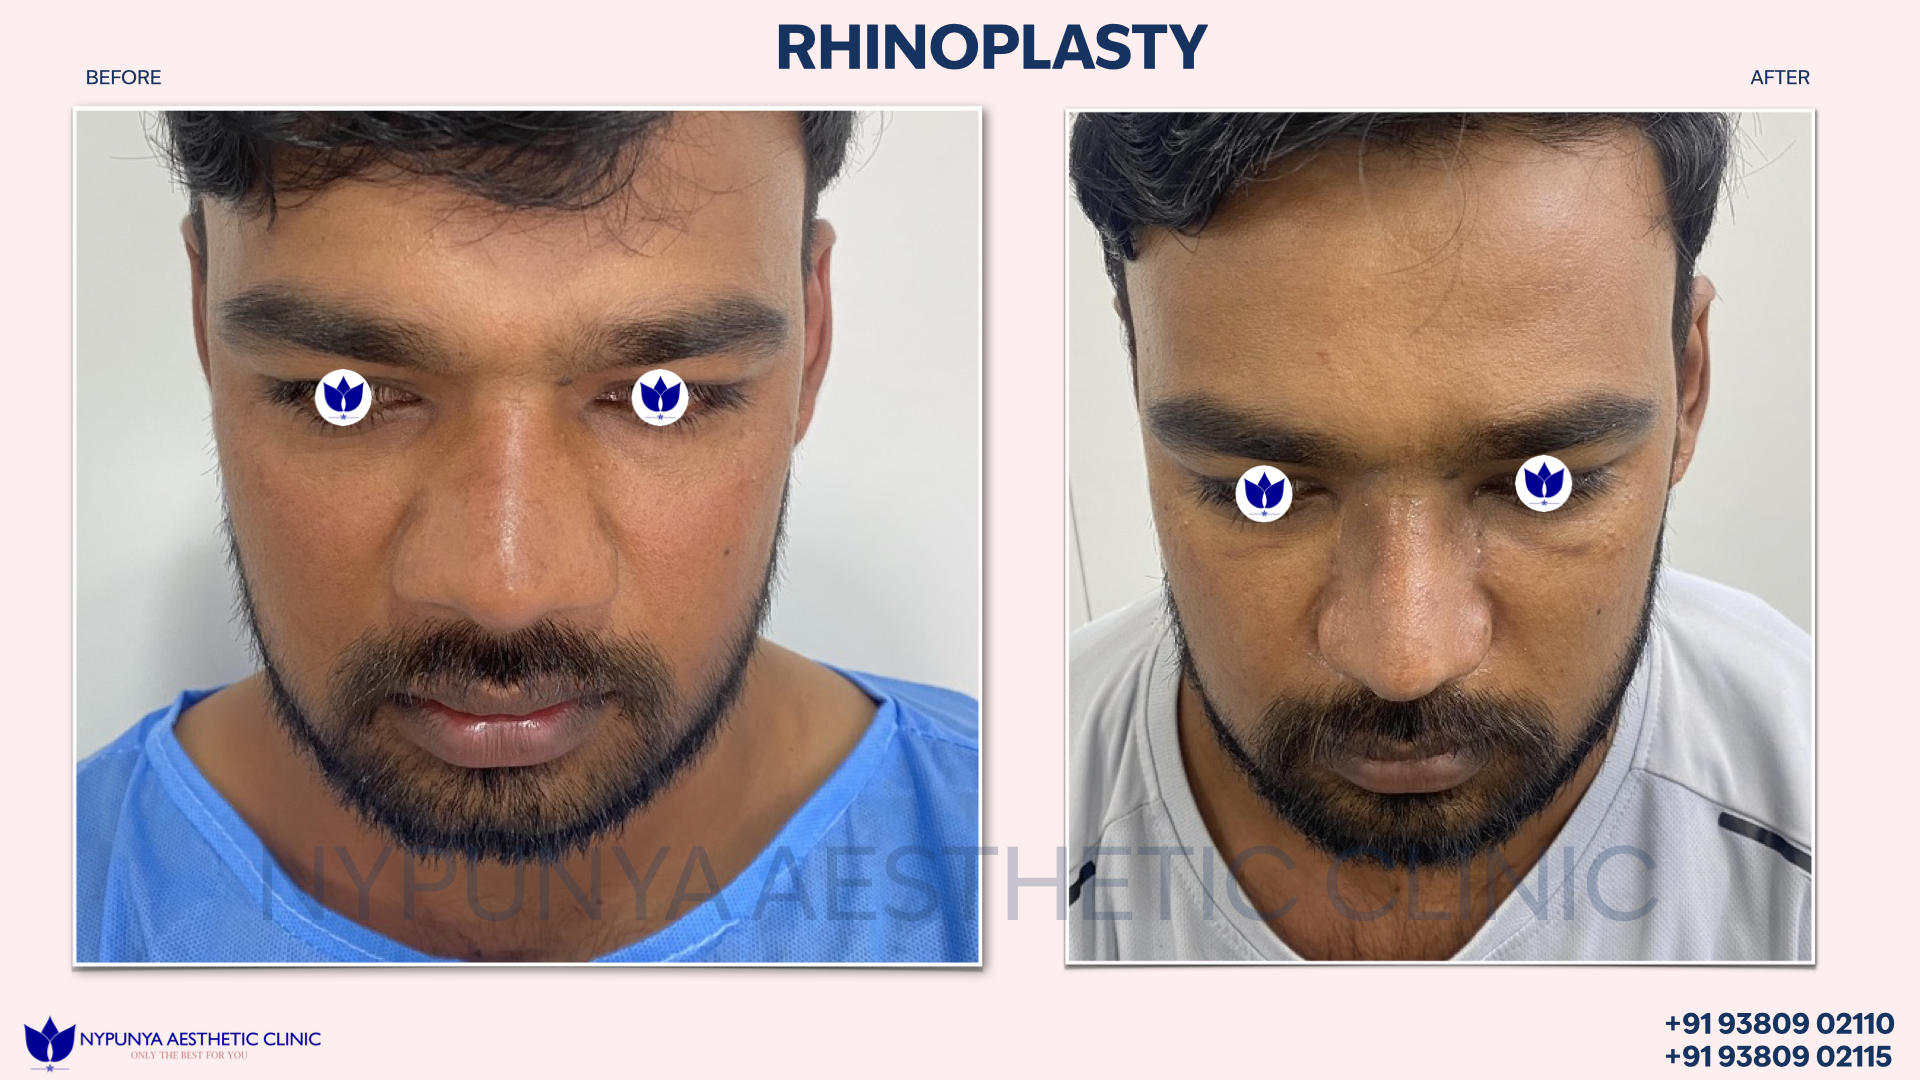 RHINOPLASTY
BEFORE
AFTER
NYPUNYA AESTHETIC CLINIC
NYPUNYA AESTHETIC CLINIC
ONLY THE BEST FOR YOU
+91 93809 02110
+91 93809 02115